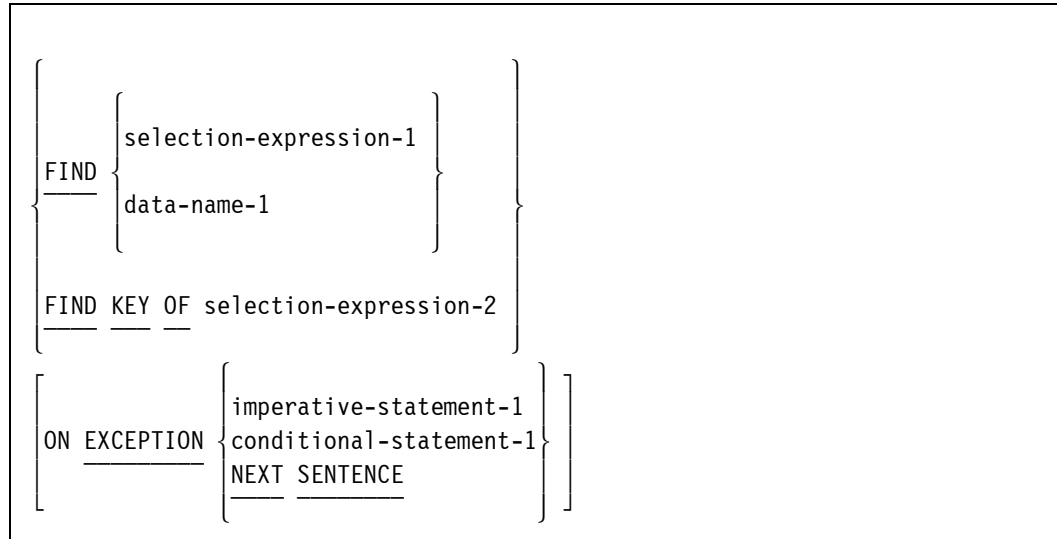 selection-expression-1
FIND
data-name-1
FIND KEY OF selection-expression-2
imperative-statement-1
ON EXCEPTION conditional-statement-1
NEXT SENTENCE